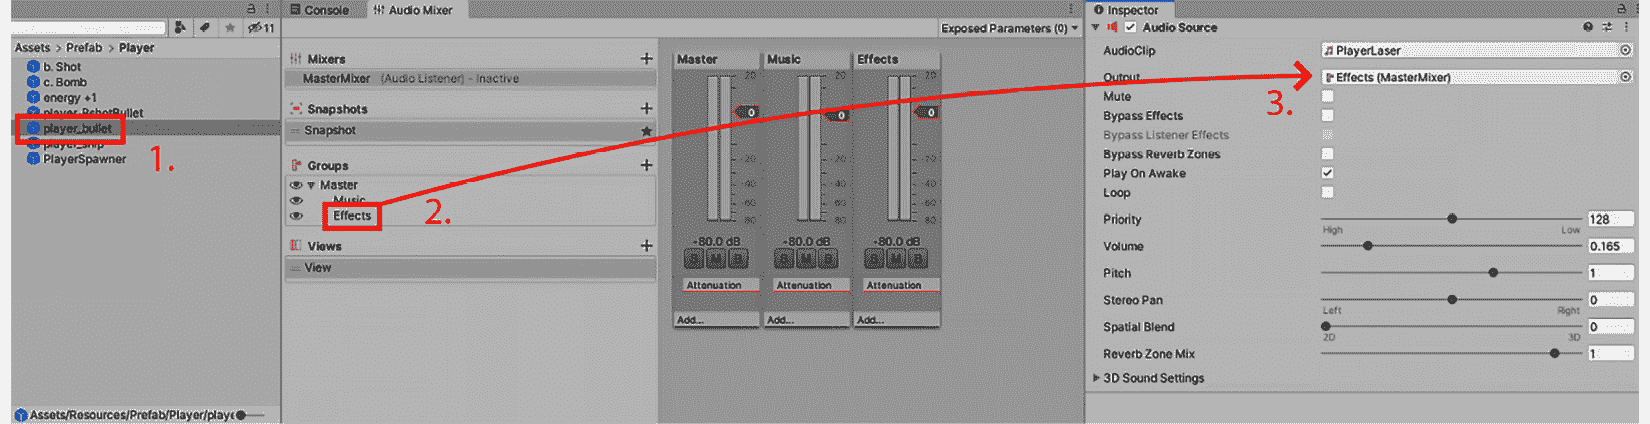 11
Assets > Prefab > Player
b. Shot
c. Bomb
energy +1
player_BshotBullet
player_bullet
player_ship
PlayerSpawner
1.
Assets/Resources/Prefab/Player/playe
Console
Audio Mixer
Exposed Parameters (0)
Mixers
MasterMixer (Audio Listener) - Inactive
Snapshots
Snapshot
Groups
Master
Music
Effects
2.
Views
View
Master Music Effects
20 20 20
0 0 0
-20 -20 -20
-40 -40 -40
-60 -60 -60
80 80 80
-80.0 dB -80.0 dB -80.0 dB
S M B S M B S M B
Attenuation Attenuation Attenuation
Add... Add... Add...
Inspector
Audio Source
AudioClip PlayerLaser
Output Effects (MasterMixer)
3.
Mute
Bypass Effects
Bypass Listener Effects
Bypass Reverb Zones
Play On Awake
Loop
Priority 128
High Low
Volume 0.165
Pitch 1
Stereo Pan 0
Left Right
Spatial Blend 0
2D 3D
Reverb Zone Mix 1
3D Sound Settings